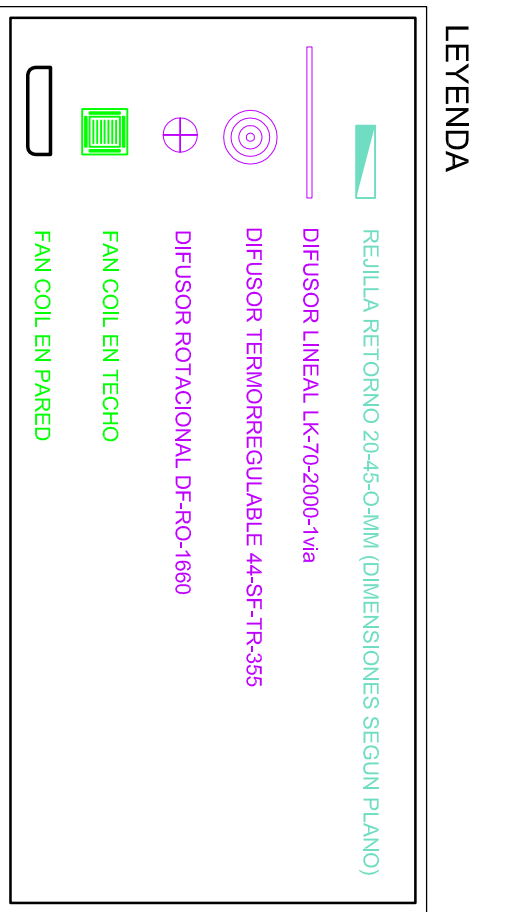 LEYENDA
REJILLA RETORNO 20-45-O-MM (DIMENSIONES SEGUN PLANO)
DIFUSOR LINEAL LK-70-2000-1via
DIFUSOR TERMORREGULABLE 44-SF-TR-355
DIFUSOR ROTACIONAL DF-RO-1660
FAN COIL EN TECHO
FAN COIL EN PARED